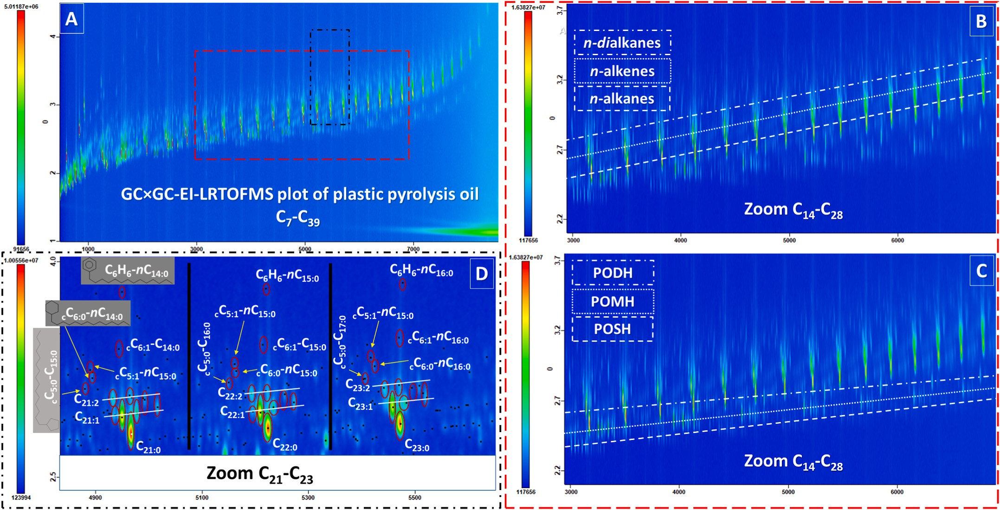 5.01187e+06
A
4
3
0
2
1
91656
1000
3000
5000
7000
GC×GC-EI-LRTOFMS plot of plastic pyrolysis oil
C7-C39
1.63827e+07
B
3.7
3.2
0
2.7
2.2
117656
3000
4000
5000
6000
A
n-dialkanes
n-alkenes
n-alkanes
Zoom C14-C28
1.00556e+07
D
4.0
2.5
123994
4900
5100
5300
5500
C6H6-nC14:0
cC6:0-nC14:0
cC5:0-C15:0
cC6:1-C14:0
cC5:1-nC15:0
C21:2
C21:1
C21:0
C6H6-nC15:0
cC5:1-nC15:0
cC5:0-C16:0
cC6:1-C15:0
cC6:0-nC15:0
C22:2
C22:1
C22:0
C6H6-nC16:0
cC5:1-nC15:0
cC5:0-C17:0
cC6:1-nC16:0
cC6:0-nC16:0
C23:2
C23:1
C23:0
Zoom C21-C23
1.63827e+07
C
3.7
3.2
0
2.7
2.2
117656
3000
4000
5000
6000
PODH
POMH
POSH
Zoom C14-C28